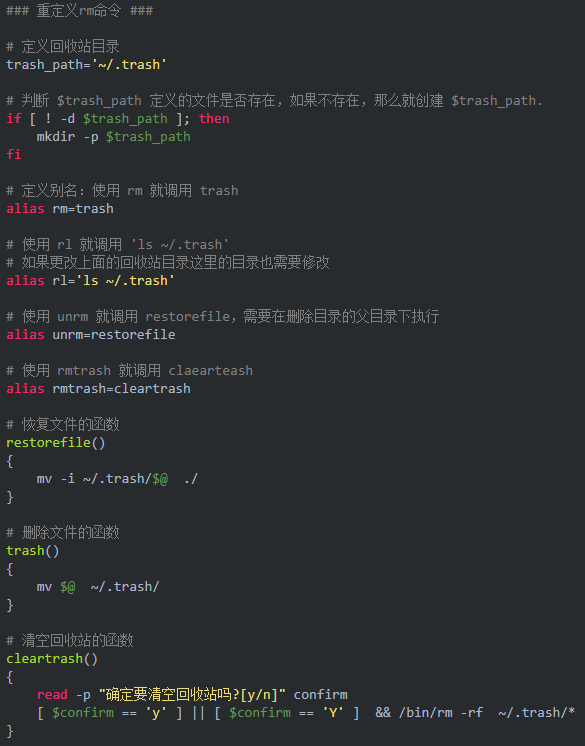 ### 重定义rm命令 ###
# 定义回收站目录
trash_path='~/.trash'
# 判断 $trash_path 定义的文件是否存在，如果不存在，那么就创建 $trash_path.
if [ ! -d $trash_path ]; then
    mkdir -p $trash_path
fi
# 定义别名：使用 rm 就调用 trash
alias rm=trash
# 使用 rl 就调用 'ls ~/.trash'
# 如果更改上面的回收站目录这里的目录也需要修改
alias rl='ls ~/.trash'
# 使用 unrm 就调用 restorefile，需要在删除目录的父目录下执行
alias unrm=restorefile
# 使用 rmtrash 就调用 claearteash
alias rmtrash=cleartrash
# 恢复文件的函数
restorefile()
{
    mv -i ~/.trash/$@  ./
}
# 删除文件的函数
trash()
{
    mv $@  ~/.trash/
}
# 清空回收站的函数
cleartrash()
{
    read -p "确定要清空回收站吗?[y/n]" confirm
    [ $confirm == 'y' ] || [ $confirm == 'Y' ]  && /bin/rm -rf  ~/.trash/*
}